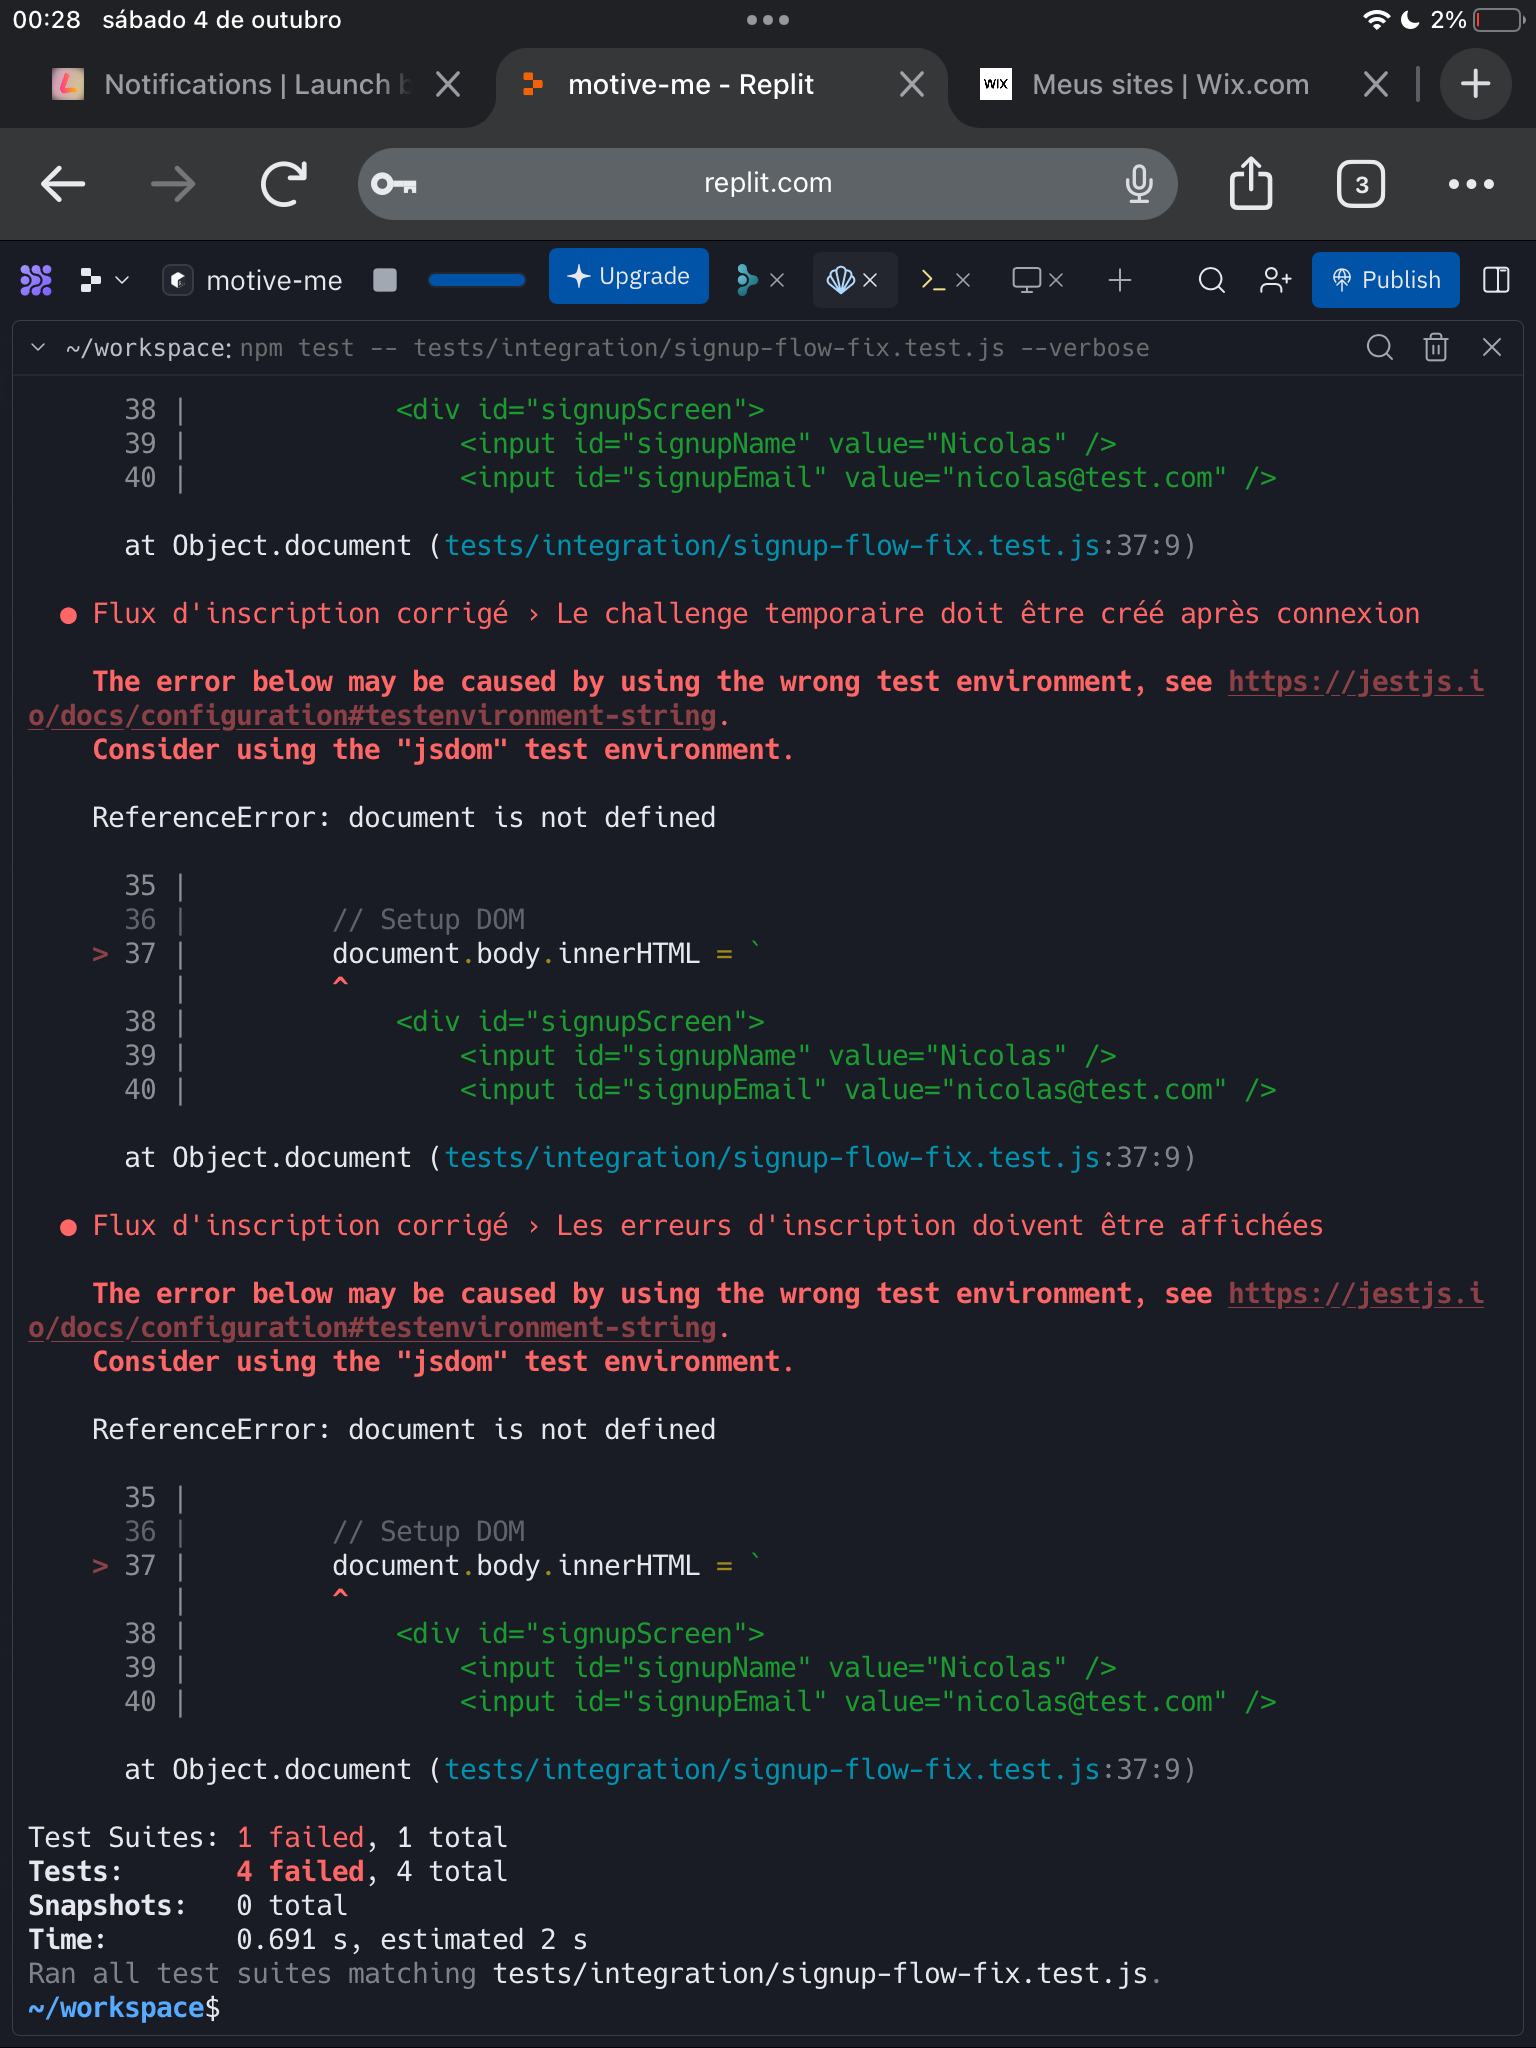 00:28 sábado 4 de outubro 2%
Notifications | Launch b motive-me - Replit WIX Meus sites | Wix.com
replit.com 3
motive-me Upgrade Publish
~/workspace: npm test -- tests/integration/signup-flow-fix.test.js --verbose
38 | <div id="signupScreen">
39 | <input id="signupName" value="Nicolas" />
40 | <input id="signupEmail" value="nicolas@test.com" />
at Object.document (tests/integration/signup-flow-fix.test.js:37:9)
● Flux d'inscription corrigé › Le challenge temporaire doit être créé après connexion
The error below may be caused by using the wrong test environment, see https://jestjs.i
o/docs/configuration#testenvironment-string.
Consider using the "jsdom" test environment.
ReferenceError: document is not defined
35 |
36 | // Setup DOM
> 37 | document.body.innerHTML = `
| ^
38 | <div id="signupScreen">
39 | <input id="signupName" value="Nicolas" />
40 | <input id="signupEmail" value="nicolas@test.com" />
at Object.document (tests/integration/signup-flow-fix.test.js:37:9)
● Flux d'inscription corrigé › Les erreurs d'inscription doivent être affichées
The error below may be caused by using the wrong test environment, see https://jestjs.i
o/docs/configuration#testenvironment-string.
Consider using the "jsdom" test environment.
ReferenceError: document is not defined
35 |
36 | // Setup DOM
> 37 | document.body.innerHTML = `
| ^
38 | <div id="signupScreen">
39 | <input id="signupName" value="Nicolas" />
40 | <input id="signupEmail" value="nicolas@test.com" />
at Object.document (tests/integration/signup-flow-fix.test.js:37:9)
Test Suites: 1 failed, 1 total
Tests: 4 failed, 4 total
Snapshots: 0 total
Time: 0.691 s, estimated 2 s
Ran all test suites matching tests/integration/signup-flow-fix.test.js.
~/workspace$